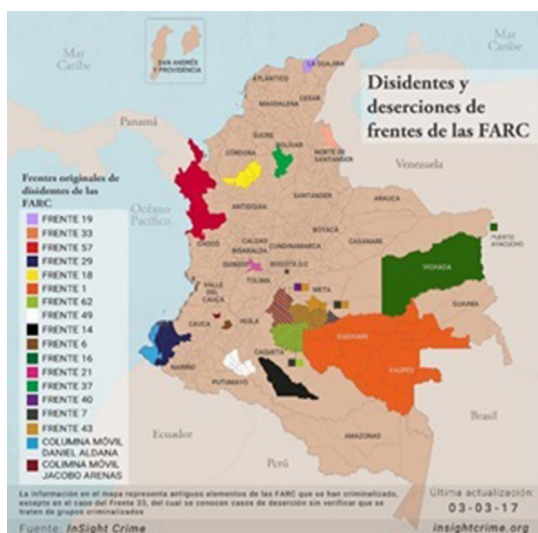 Mar
Caribe
SAN ANDRÉS
Y PROVIDENCIA
Mar
Caribe
LA GUAJIRA
ATLÁNTICO
MAGDALENA
CESAR
Disidentes y
deserciones de
frentes de las FARC
Panamá
SUCRE
BOLÍVAR
CÓRDOBA
NORTE DE
SANTANDER
Venezuela
Frentes originales de
disidentes de las
FARC
FRENTE 19
FRENTE 33
FRENTE 57
FRENTE 29
FRENTE 18
FRENTE 1
FRENTE 62
FRENTE 49
FRENTE 14
FRENTE 6
FRENTE 16
FRENTE 21
FRENTE 37
FRENTE 40
FRENTE 7
FRENTE 43
COLUMNA MÓVIL
DANIEL ALDANA
COLIMNA MÓVIL
JACOBO ARENAS
Océano
Pacífico
ANTIOQUIA
SANTANDER
ARAUCA
CHOCÓ
CALDAS
RISARALDA
BOYACÁ
CUNDINAMARCA
CASANARE
PUERTO
AYACUCHO
VICHADA
QUINDÍO
BOGOTÁ D.C
TOLIMA
VALLE
DEL
CAUCA
META
GUAINÍA
CAUCA
HUILA
GUAVIARE
NARIÑO
CAQUETÁ
VAUPÉS
PUTUMAYO
Brasil
Ecuador
AMAZONAS
Perú
La información en el mapa representa antiguos elementos de las FARC que se han criminalizado,
excepto en el caso del Frente 33, del cual se conocen casos de deserción sin verificar que se
traten de grupos criminalizados
Última actualización:
03-03-17
Fuente: InSight Crime
insightcrime.org